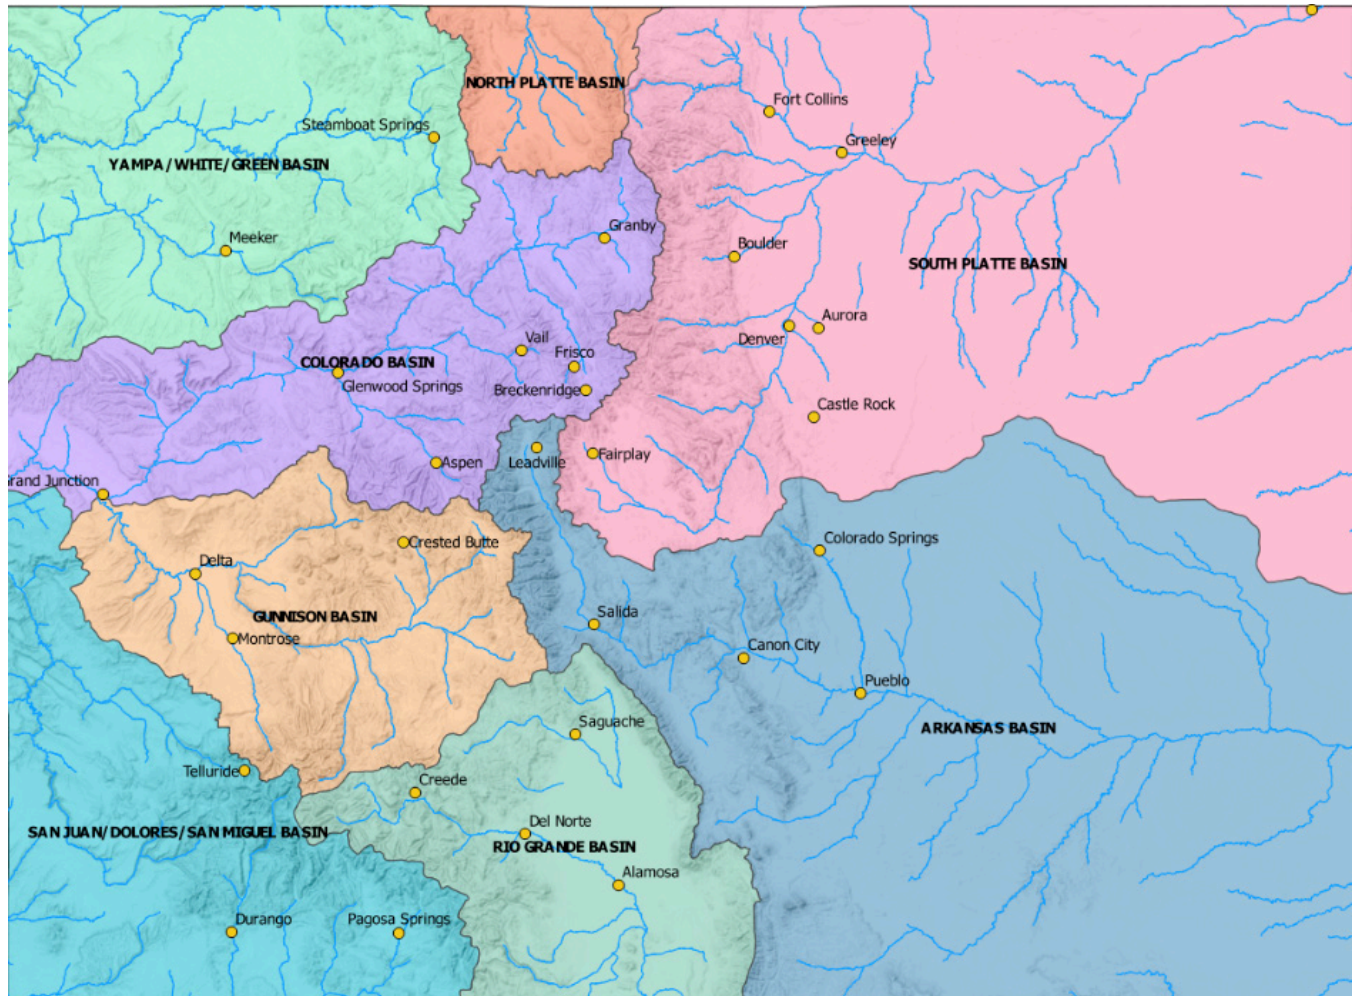 NORTH PLATTE BASIN
Fort Collins
Steamboat Springs
Greeley
YAMPA/WHITE/GREEN BASIN
Granby
Meeker
Boulder
SOUTH PLATTE BASIN
Aurora
Vail
Denver
Frisco
COLORADO BASIN
Glenwood Springs
Breckenridge
Castle Rock
Fairplay
Aspen
Leadville
rand Junction
Colorado Springs
Crested Butte
Delta
Salida
GUNNISON BASIN
Montrose
Canon City
Pueblo
Saguache
ARKANSAS BASIN
Telluride
Creede
Del Norte
SAN JUAN/DOLORES/SAN MIGUEL BASIN
RIO GRANDE BASIN
Alamosa
Durango
Pagosa Springs